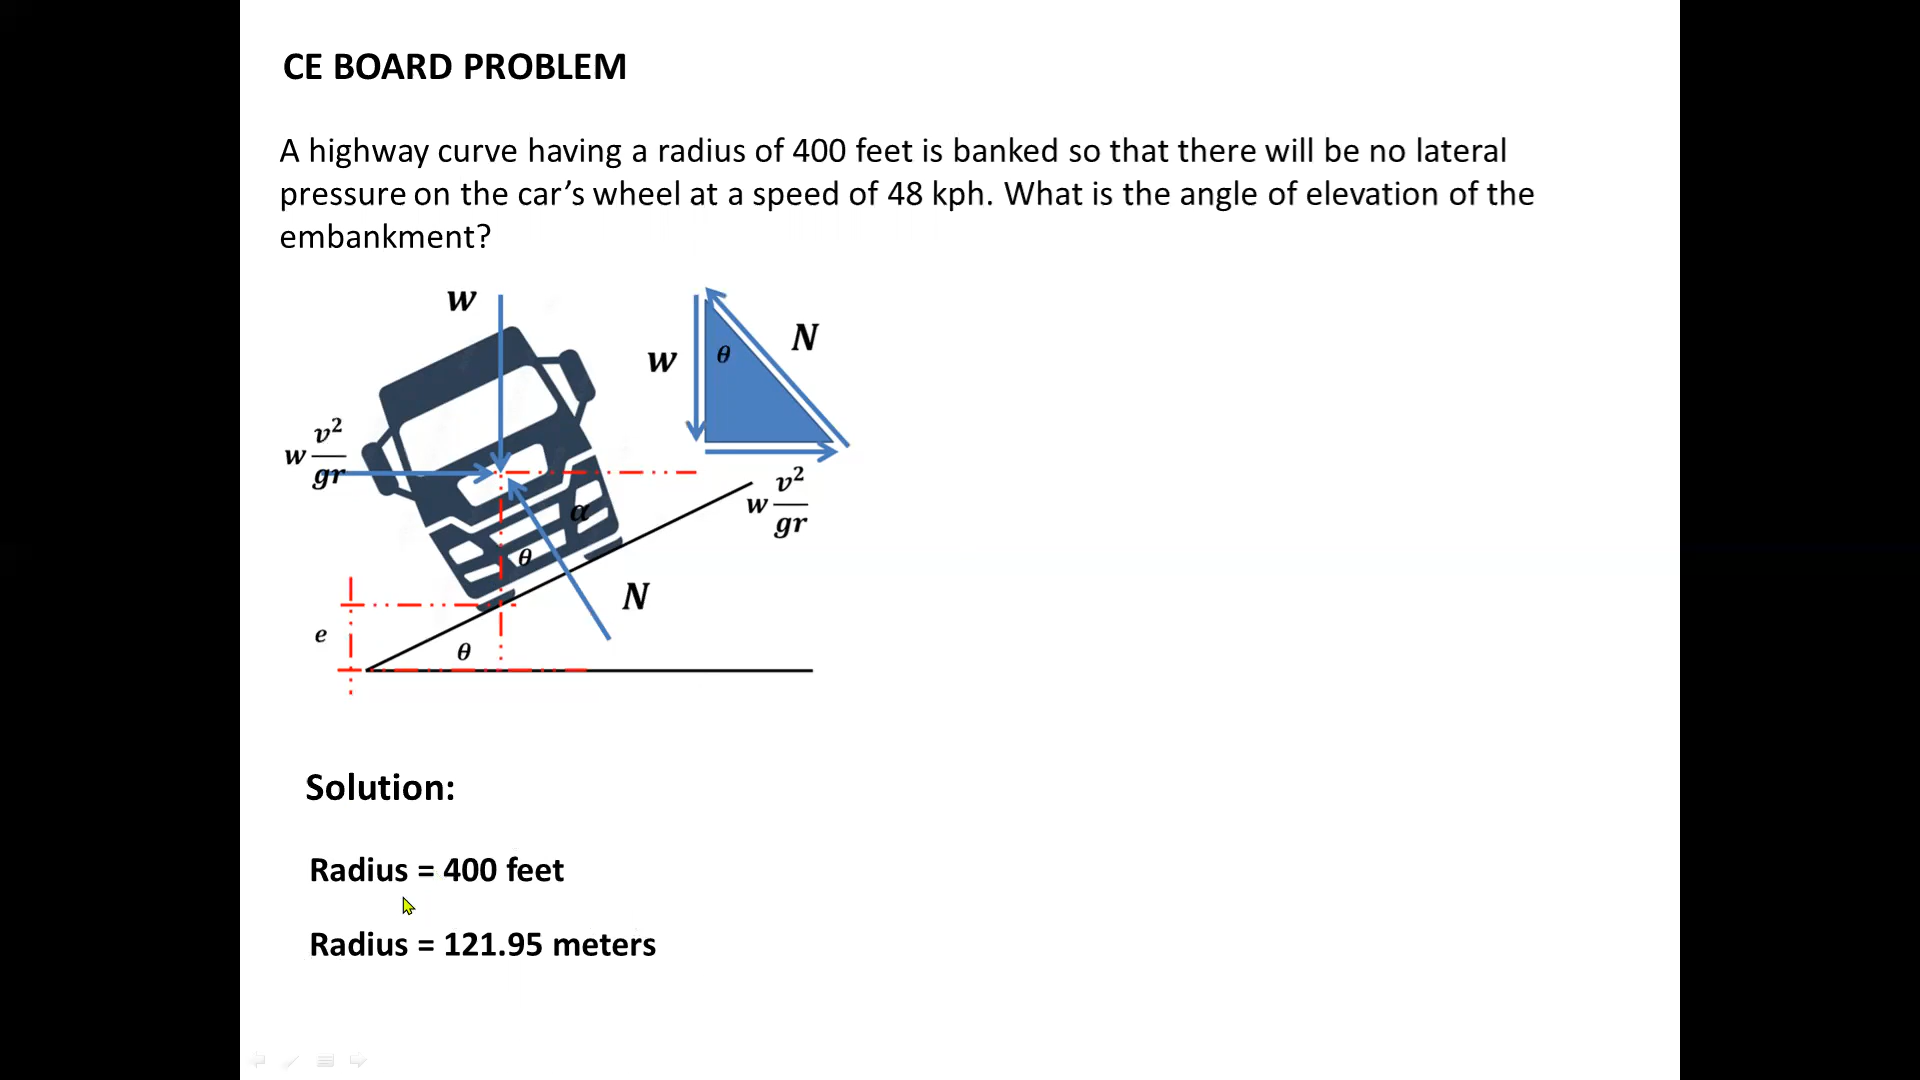 CE BOARD PROBLEM
A highway curve having a radius of 400 feet is banked so that there will be no lateral
pressure on the car’s wheel at a speed of 48 kph. What is the angle of elevation of the
embankment?
w
N
w θ
w v²/gr
w v²/gr
α
θ
N
e
θ
Solution:
Radius = 400 feet
Radius = 121.95 meters